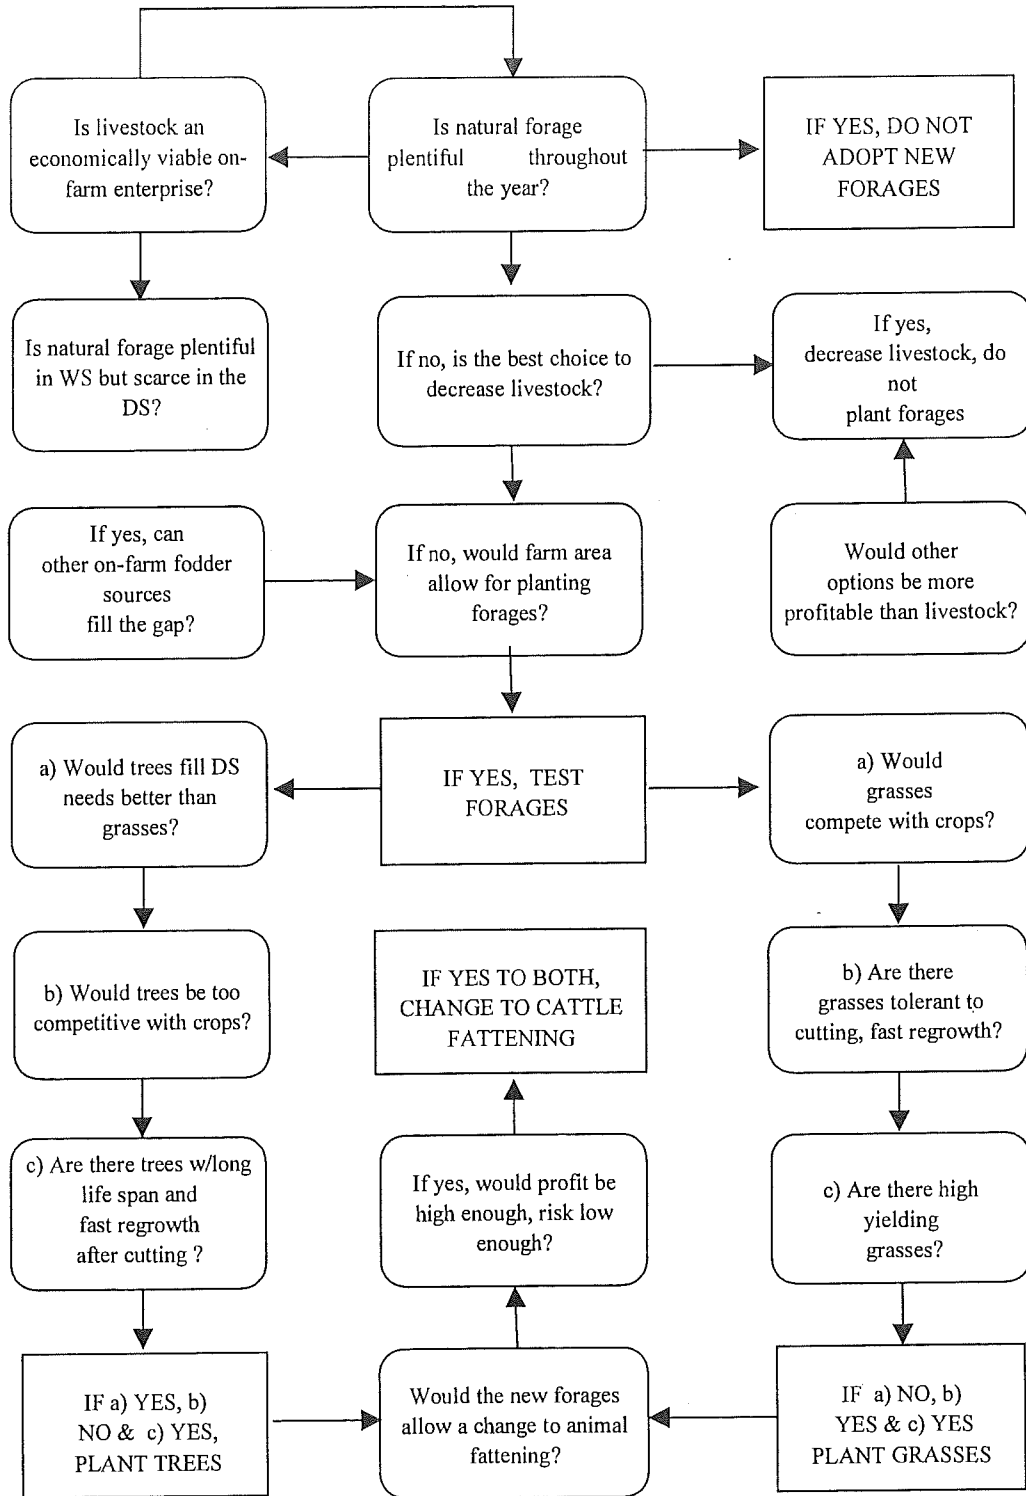 Is livestock an
economically viable on-
farm enterprise?
Is natural forage
plentiful throughout
the year?
IF YES, DO NOT
ADOPT NEW
FORAGES
Is natural forage plentiful
in WS but scarce in the
DS?
If no, is the best choice to
decrease livestock?
If yes,
decrease livestock, do
not
plant forages
If yes, can
other on-farm fodder
sources
fill the gap?
If no, would farm area
allow for planting
forages?
Would other
options be more
profitable than livestock?
a) Would trees fill DS
needs better than
grasses?
IF YES, TEST
FORAGES
a) Would
grasses
compete with crops?
b) Would trees be too
competitive with crops?
IF YES TO BOTH,
CHANGE TO CATTLE
FATTENING
b) Are there
grasses tolerant to
cutting, fast regrowth?
c) Are there trees w/long
life span and
fast regrowth
after cutting ?
If yes, would profit be
high enough, risk low
enough?
c) Are there high
yielding
grasses?
IF a) YES, b)
NO & c) YES,
PLANT TREES
Would the new forages
allow a change to animal
fattening?
IF a) NO, b)
YES & c) YES
PLANT GRASSES